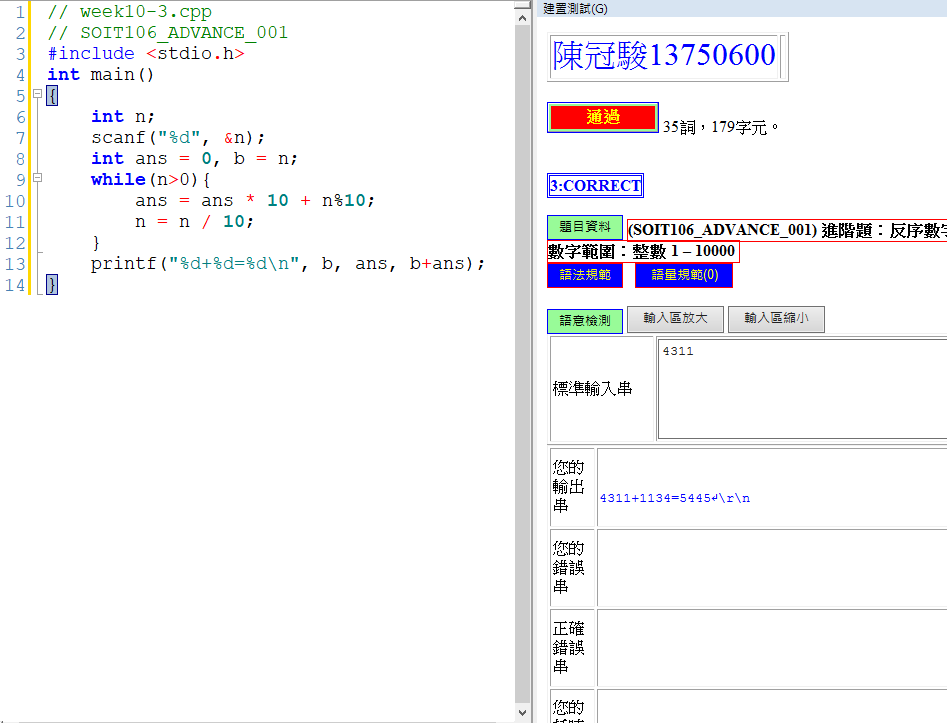 1 // week10-3.cpp
2 // SOIT106_ADVANCE_001
3 #include <stdio.h>
4 int main()
5 {
6     int n;
7     scanf("%d", &n);
8     int ans = 0, b = n;
9     while(n>0){
10         ans = ans * 10 + n%10;
11         n = n / 10;
12     }
13     printf("%d+%d=%d\n", b, ans, b+ans);
14 }
建置測試(G)
陳冠駿13750600
通過 35詞，179字元。
3:CORRECT
題目資料 (SOIT106_ADVANCE_001) 進階題：反序數字
數字範圍：整數 1 – 10000
語法規範 語量規範(0)
語意檢測 輸入區放大 輸入區縮小
標準輸入串
4311
您的
輸出
串
4311+1134=5445↲\r\n
您的
錯誤
串
正確
錯誤
串
您的